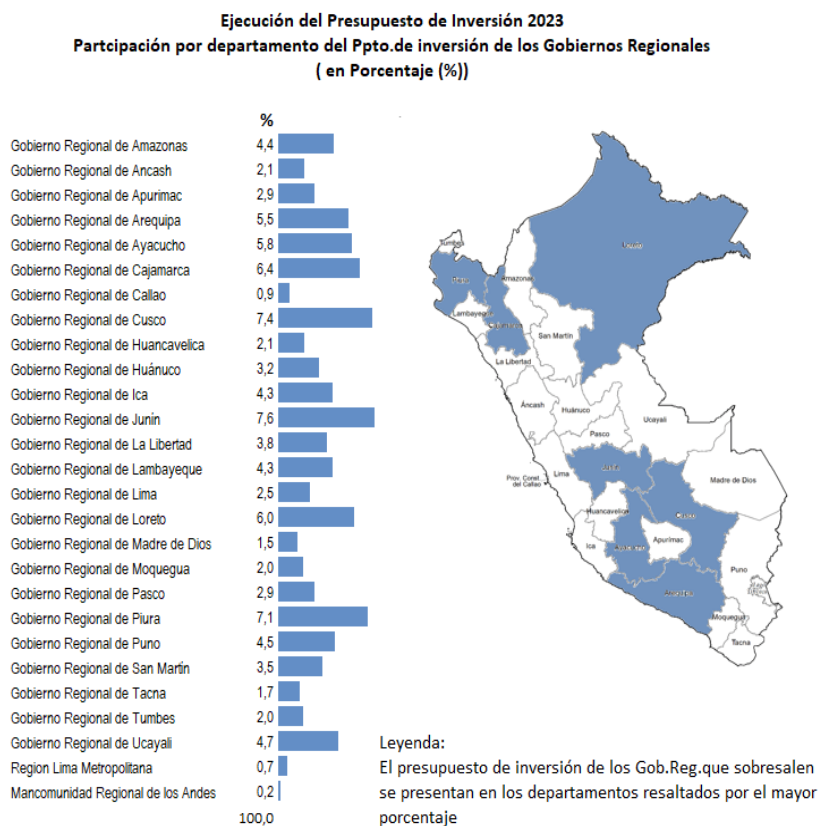 Ejecución del Presupuesto de Inversión 2023
Partcipación por departamento del Ppto.de inversión de los Gobiernos Regionales
( en Porcentaje (%))
%
Gobierno Regional de Amazonas 4,4
Gobierno Regional de Ancash 2,1
Gobierno Regional de Apurimac 2,9
Gobierno Regional de Arequipa 5,5
Gobierno Regional de Ayacucho 5,8
Gobierno Regional de Cajamarca 6,4
Gobierno Regional de Callao 0,9
Gobierno Regional de Cusco 7,4
Gobierno Regional de Huancavelica 2,1
Gobierno Regional de Huánuco 3,2
Gobierno Regional de Ica 4,3
Gobierno Regional de Junín 7,6
Gobierno Regional de La Libertad 3,8
Gobierno Regional de Lambayeque 4,3
Gobierno Regional de Lima 2,5
Gobierno Regional de Loreto 6,0
Gobierno Regional de Madre de Dios 1,5
Gobierno Regional de Moquegua 2,0
Gobierno Regional de Pasco 2,9
Gobierno Regional de Piura 7,1
Gobierno Regional de Puno 4,5
Gobierno Regional de San Martín 3,5
Gobierno Regional de Tacna 1,7
Gobierno Regional de Tumbes 2,0
Gobierno Regional de Ucayali 4,7
Region Lima Metropolitana 0,7
Mancomunidad Regional de los Andes 0,2
100,0
Tumbes
Loreto
Piura
Amazonas
Lambayeque
Cajamarca
San Martín
La Libertad
Áncash
Huánuco
Ucayali
Pasco
Lima
Junín
Prov. Const.
del Callao
Madre de Dios
Huancavelica
Cusco
Ica
Ayacucho
Apurímac
Puno
Arequipa
Moquegua
Tacna
Leyenda:
El presupuesto de inversión de los Gob.Reg.que sobresalen
se presentan en los departamentos resaltados por el mayor
porcentaje